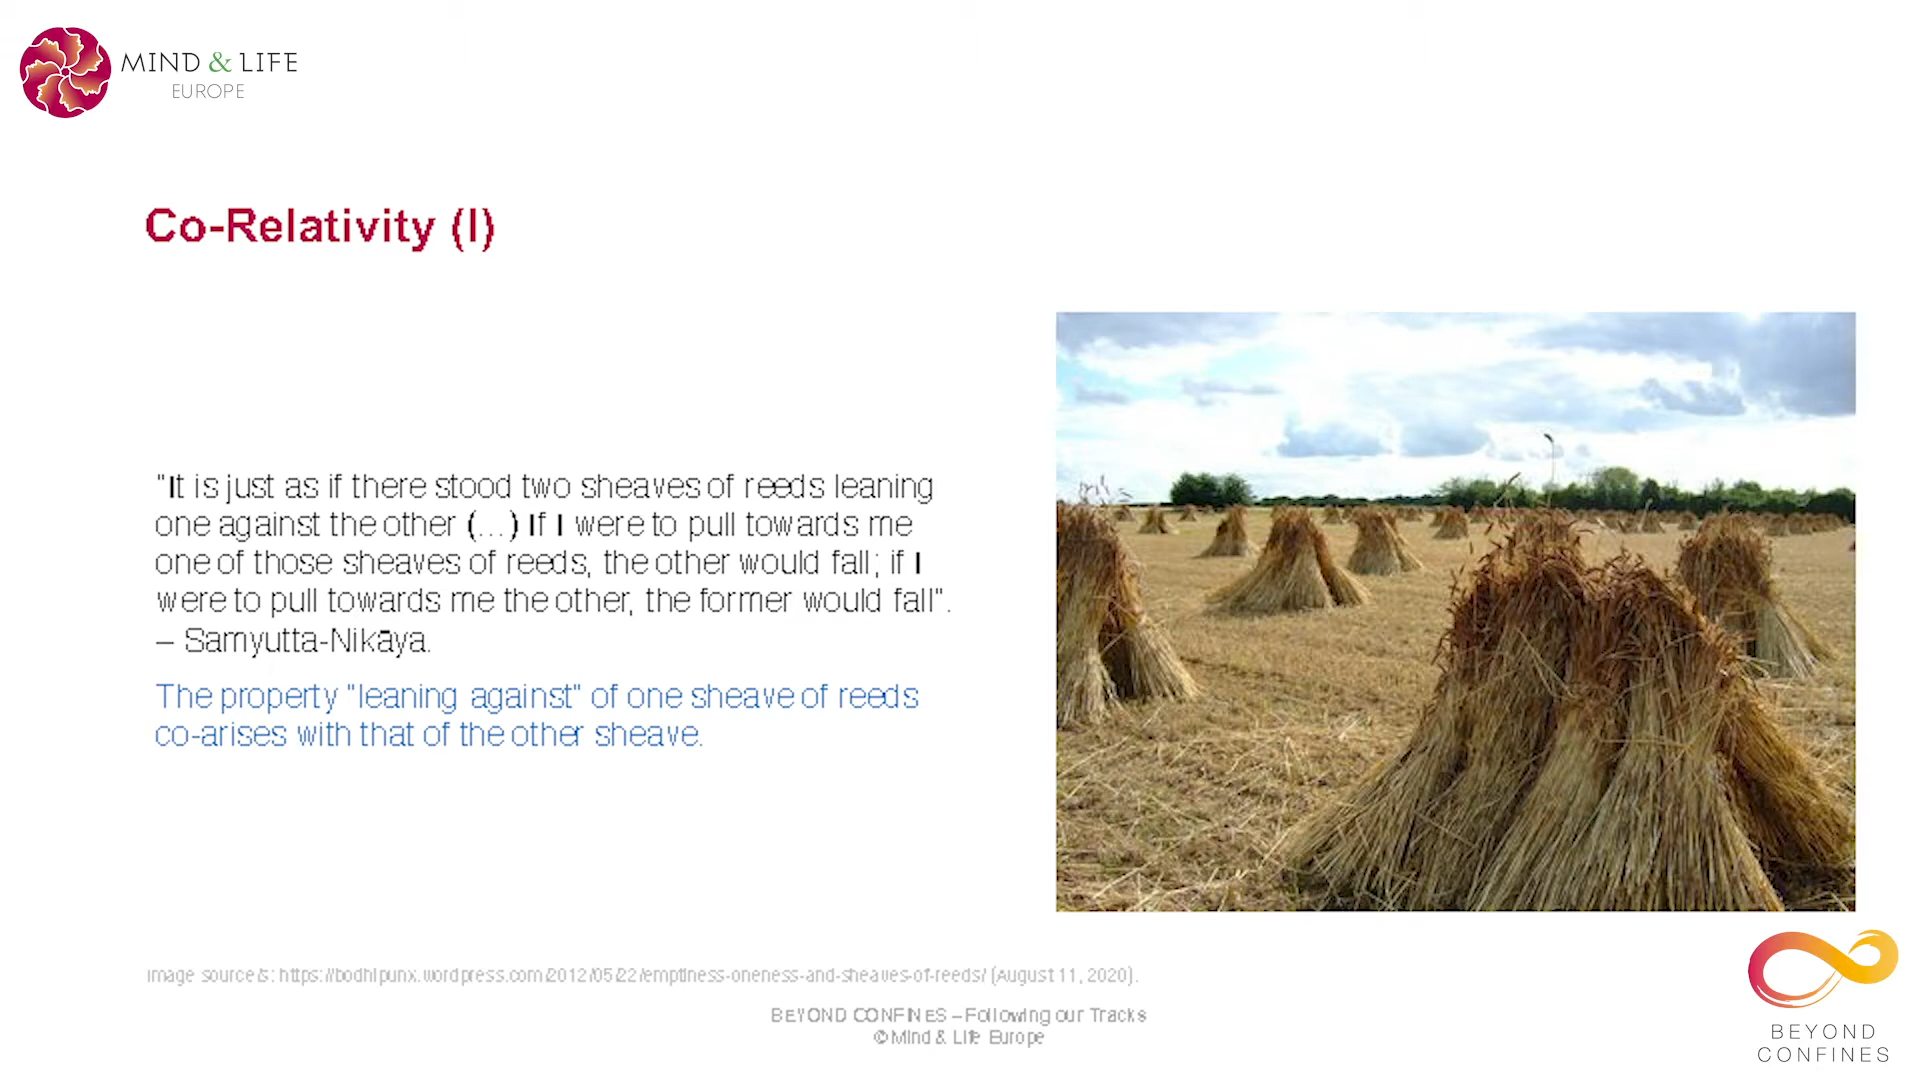 MIND & LIFE
EUROPE
Co-Relativity (I)
"It is just as if there stood two sheaves of reeds leaning
one against the other (...) If I were to pull towards me
one of those sheaves of reeds, the other would fall; if I
were to pull towards me the other, the former would fall".
– Samyutta-Nikāya.
The property "leaning against" of one sheave of reeds
co-arises with that of the other sheave.
Image source/s: https://bodhipunx.wordpress.com/2012/05/22/emptiness-oneness-and-sheaves-of-reeds/ (August 11, 2020).
BEYOND CONFINES – Following our Tracks
© Mind & Life Europe
BEYOND
CONFINES